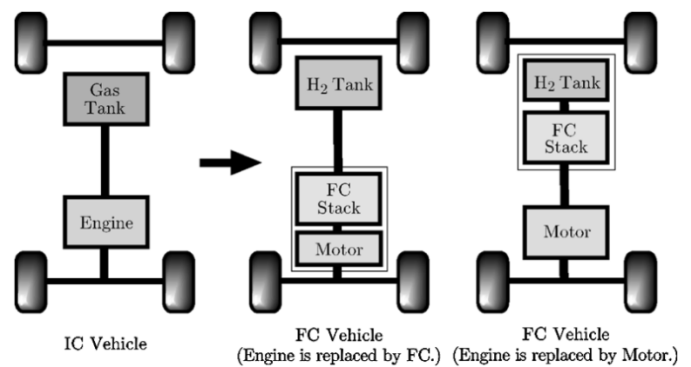 Gas
Tank
Engine
IC Vehicle
H₂ Tank
FC
Stack
Motor
FC Vehicle
(Engine is replaced by FC.)
H₂ Tank
FC
Stack
Motor
FC Vehicle
(Engine is replaced by Motor.)